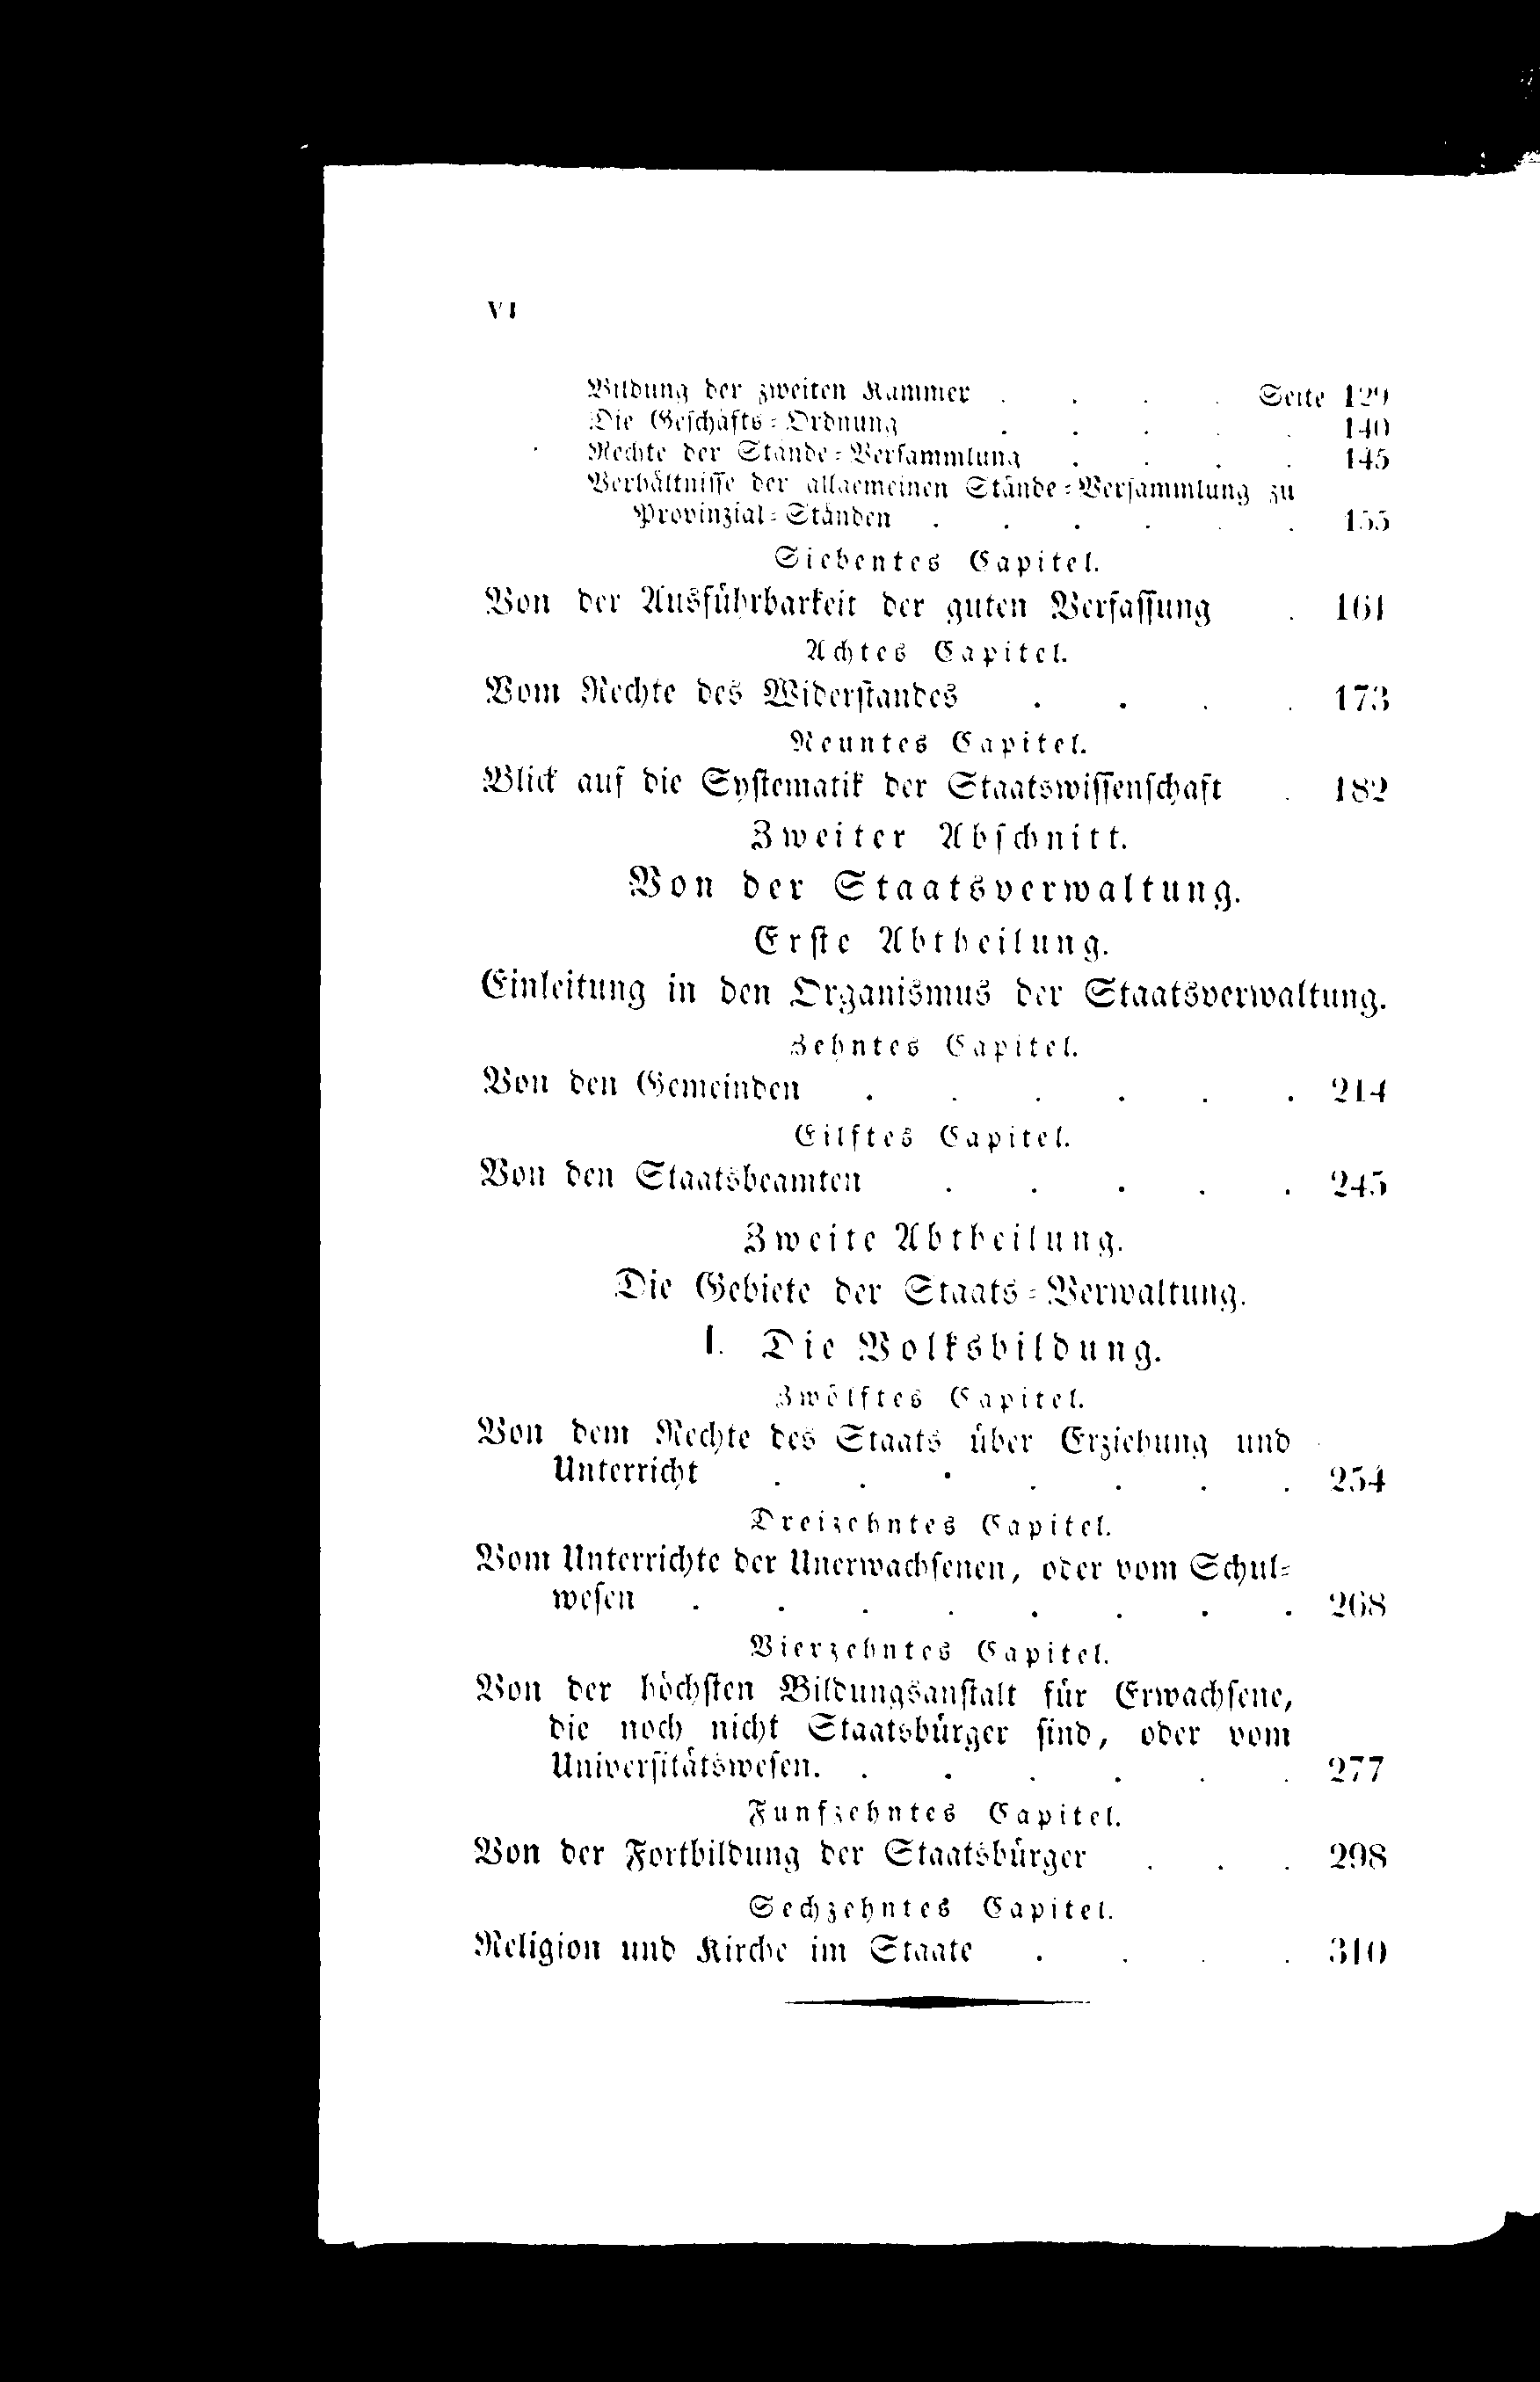 VI
Bildung der zweiten Kammer . . . . Seite 129
Die Geschäfts-Ordnung . . . . . 140
Rechte der Stände-Versammlung . . . . 145
Verhältnisse der allgemeinen Stände-Versammlung zu
Provinzial-Ständen . . . . . . 155
Siebentes Capitel.
Von der Ausführbarkeit der guten Verfassung . 161
Achtes Capitel.
Vom Rechte des Widerstandes . . . . 173
Neuntes Capitel.
Blick auf die Systematik der Staatswissenschaft . 182
Zweiter Abschnitt.
Von der Staatsverwaltung.
Erste Abtheilung.
Einleitung in den Organismus der Staatsverwaltung.
Zehntes Capitel.
Von den Gemeinden . . . . . . 214
Eilftes Capitel.
Von den Staatsbeamten . . . . . 245
Zweite Abtheilung.
Die Gebiete der Staats-Verwaltung.
I. Die Volksbildung.
Zwölftes Capitel.
Von dem Rechte des Staats über Erziehung und
Unterricht . . . . . . . 254
Dreizehntes Capitel.
Vom Unterrichte der Unerwachsenen, oder vom Schul-
wesen . . . . . . . . 268
Vierzehntes Capitel.
Von der höchsten Bildungsanstalt für Erwachsene,
die noch nicht Staatsbürger sind, oder vom
Universitätswesen. . . . . . . 277
Funfzehntes Capitel.
Von der Fortbildung der Staatsbürger . . . 298
Sechzehntes Capitel.
Religion und Kirche im Staate . . . . 310